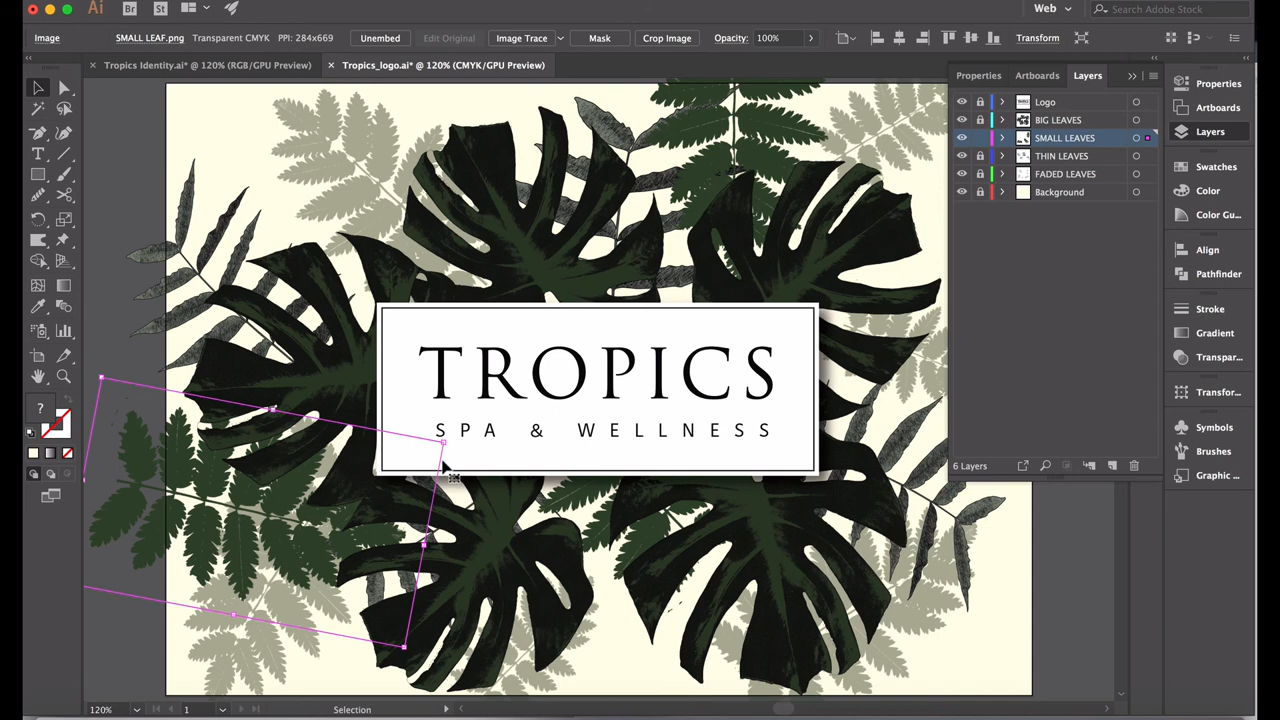 Ai Br St Web Search Adobe Stock
Image SMALL LEAF.png Transparent CMYK PPI: 284x669 Unembed Edit Original Image Trace Mask Crop Image Opacity: 100% Transform
Tropics Identity.ai* @ 120% (RGB/GPU Preview) Tropics_logo.ai* @ 120% (CMYK/GPU Preview)
Properties Artboards Layers
Logo
BIG LEAVES
SMALL LEAVES
THIN LEAVES
FADED LEAVES
Background
6 Layers
Properties
Artboards
Layers
Swatches
Color
Color Gu...
Align
Pathfinder
Stroke
Gradient
Transpar...
Transfor...
Symbols
Brushes
Graphic ...
TROPICS
SPA & WELLNESS
?
120% 1 Selection